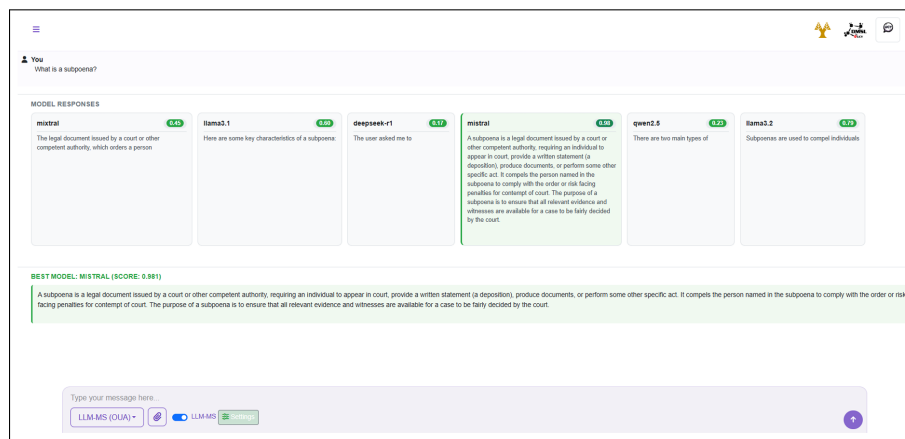 You
What is a subpoena?
MODEL RESPONSES
mixtral 0.45
The legal document issued by a court or other
competent authority, which orders a person
llama3.1 0.60
Here are some key characteristics of a subpoena:
deepseek-r1 0.17
The user asked me to
mistral 0.98
A subpoena is a legal document issued by a court or
other competent authority, requiring an individual to
appear in court, provide a written statement (a
deposition), produce documents, or perform some other
specific act. It compels the person named in the
subpoena to comply with the order or risk facing
penalties for contempt of court. The purpose of a
subpoena is to ensure that all relevant evidence and
witnesses are available for a case to be fairly decided
by the court.
qwen2.5 0.23
There are two main types of
llama3.2 0.79
Subpoenas are used to compel individuals
BEST MODEL: MISTRAL (SCORE: 0.981)
A subpoena is a legal document issued by a court or other competent authority, requiring an individual to appear in court, provide a written statement (a deposition), produce documents, or perform some other specific act. It compels the person named in the subpoena to comply with the order or risk
facing penalties for contempt of court. The purpose of a subpoena is to ensure that all relevant evidence and witnesses are available for a case to be fairly decided by the court.
Type your message here...
LLM-MS (OUA) LLM-MS Settings